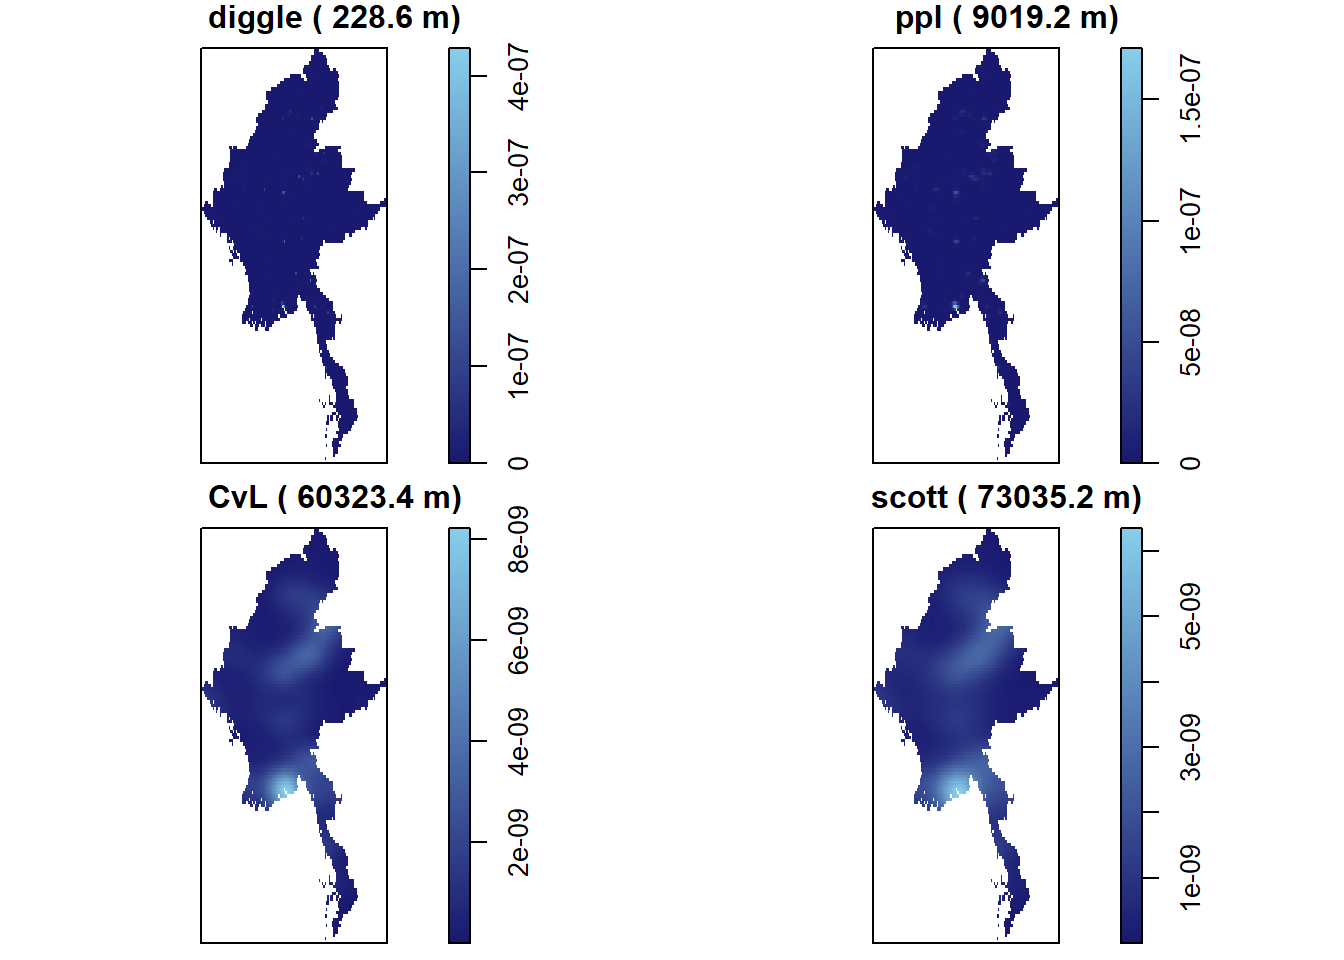 diggle ( 228.6 m)
4e-07
3e-07
2e-07
1e-07
0
ppl ( 9019.2 m)
1.5e-07
1e-07
5e-08
0
CvL ( 60323.4 m)
8e-09
6e-09
4e-09
2e-09
scott ( 73035.2 m)
5e-09
3e-09
1e-09